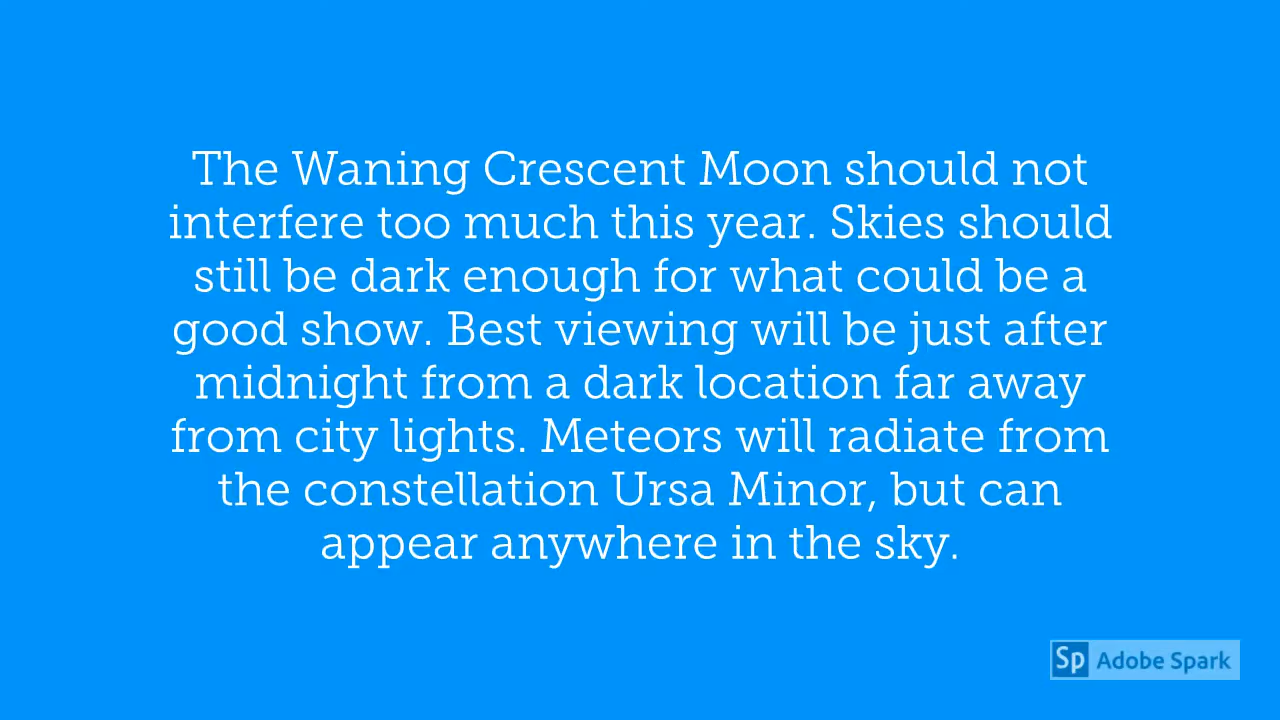 The Waning Crescent Moon should not
interfere too much this year. Skies should
still be dark enough for what could be a
good show. Best viewing will be just after
midnight from a dark location far away
from city lights. Meteors will radiate from
the constellation Ursa Minor, but can
appear anywhere in the sky.
Sp Adobe Spark